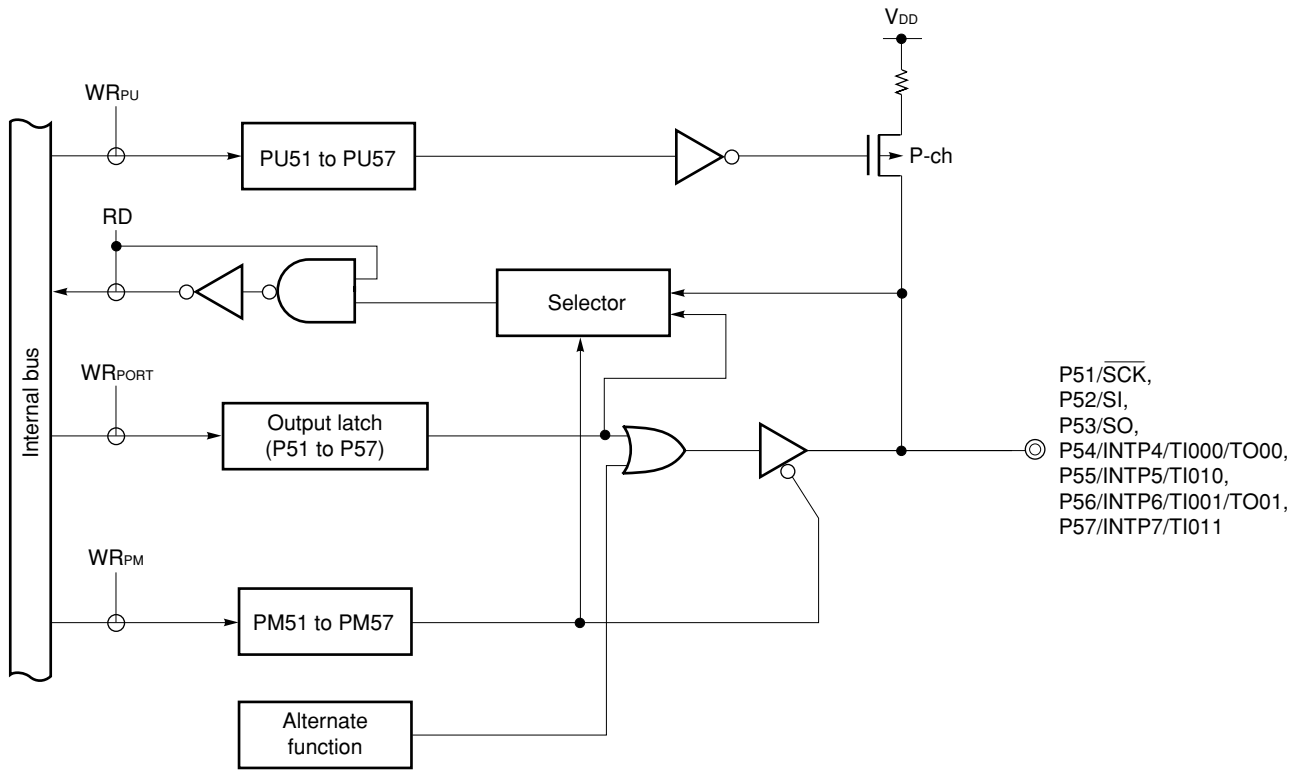 VDD
WRPU
PU51 to PU57
P-ch
RD
Selector
Internal bus
WRPORT
Output latch
(P51 to P57)
P51/S̅C̅K̅,
P52/SI,
P53/SO,
P54/INTP4/TI000/TO00,
P55/INTP5/TI010,
P56/INTP6/TI001/TO01,
P57/INTP7/TI011
WRPM
PM51 to PM57
Alternate
function